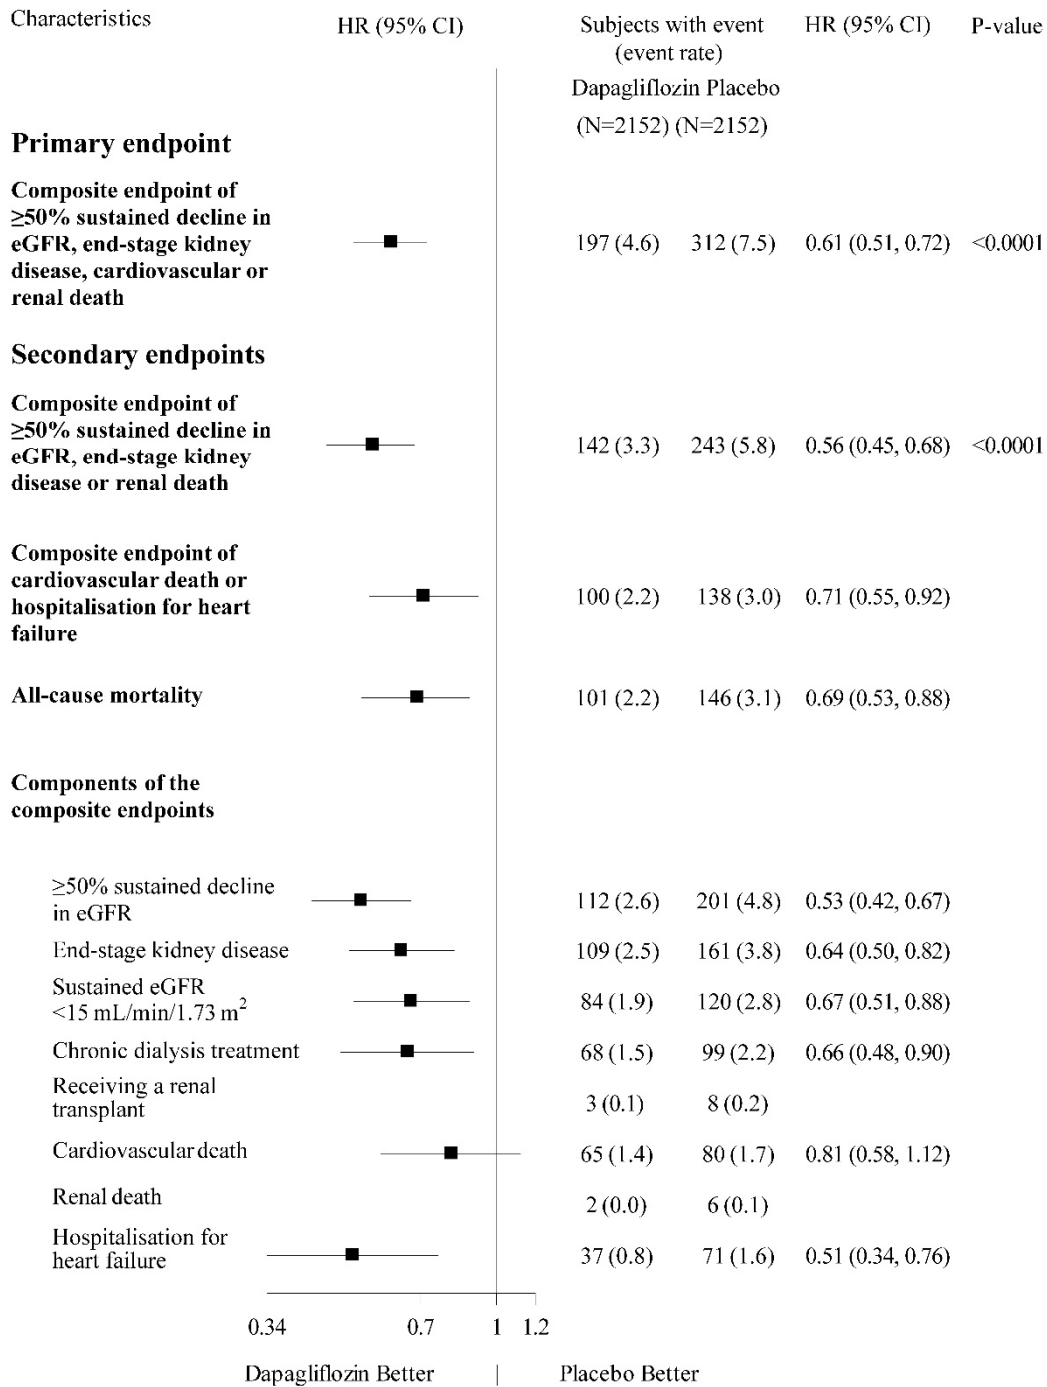 Characteristics HR (95% CI) Subjects with event HR (95% CI) P-value
(event rate)
Dapagliflozin Placebo
(N=2152) (N=2152)
Primary endpoint
Composite endpoint of
≥50% sustained decline in
eGFR, end-stage kidney 197 (4.6) 312 (7.5) 0.61 (0.51, 0.72) <0.0001
disease, cardiovascular or
renal death
Secondary endpoints
Composite endpoint of
≥50% sustained decline in
eGFR, end-stage kidney 142 (3.3) 243 (5.8) 0.56 (0.45, 0.68) <0.0001
disease or renal death
Composite endpoint of
cardiovascular death or
hospitalisation for heart 100 (2.2) 138 (3.0) 0.71 (0.55, 0.92)
failure
All-cause mortality 101 (2.2) 146 (3.1) 0.69 (0.53, 0.88)
Components of the
composite endpoints
≥50% sustained decline
in eGFR 112 (2.6) 201 (4.8) 0.53 (0.42, 0.67)
End-stage kidney disease 109 (2.5) 161 (3.8) 0.64 (0.50, 0.82)
Sustained eGFR
<15 mL/min/1.73 m² 84 (1.9) 120 (2.8) 0.67 (0.51, 0.88)
Chronic dialysis treatment 68 (1.5) 99 (2.2) 0.66 (0.48, 0.90)
Receiving a renal
transplant 3 (0.1) 8 (0.2)
Cardiovascular death 65 (1.4) 80 (1.7) 0.81 (0.58, 1.12)
Renal death 2 (0.0) 6 (0.1)
Hospitalisation for
heart failure 37 (0.8) 71 (1.6) 0.51 (0.34, 0.76)
0.34 0.7 1 1.2
Dapagliflozin Better | Placebo Better